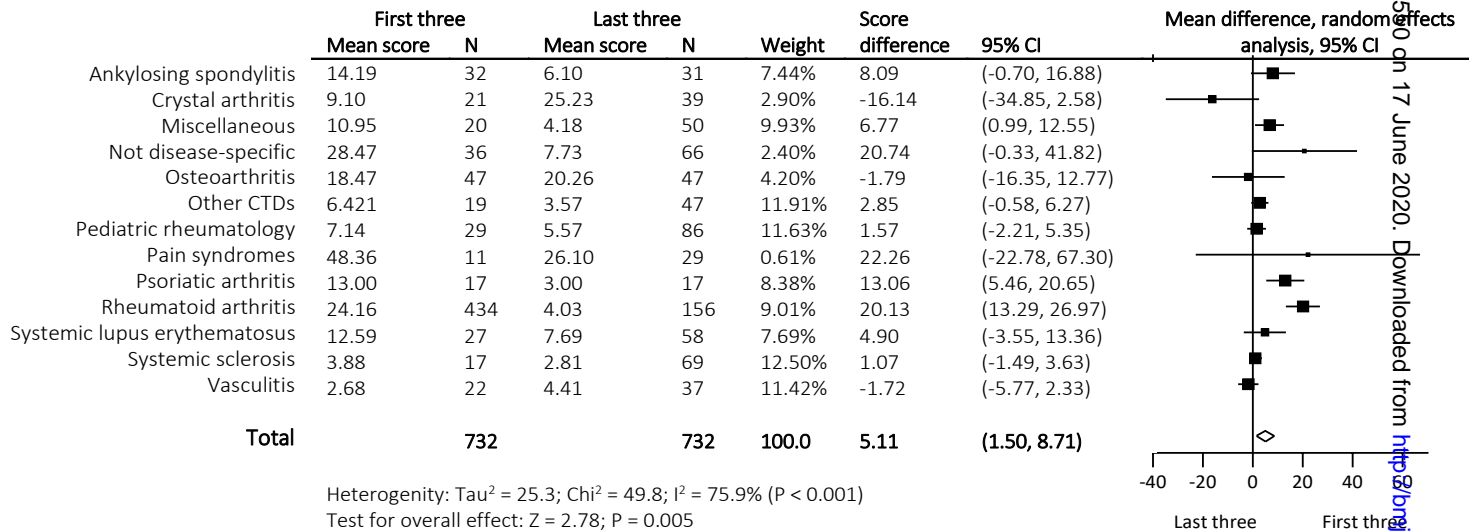 First three Last three Score Mean difference, random effects
Mean score N Mean score N Weight difference 95% CI analysis, 95% CI
Ankylosing spondylitis 14.19 32 6.10 31 7.44% 8.09 (-0.70, 16.88)
Crystal arthritis 9.10 21 25.23 39 2.90% -16.14 (-34.85, 2.58)
Miscellaneous 10.95 20 4.18 50 9.93% 6.77 (0.99, 12.55)
Not disease-specific 28.47 36 7.73 66 2.40% 20.74 (-0.33, 41.82)
Osteoarthritis 18.47 47 20.26 47 4.20% -1.79 (-16.35, 12.77)
Other CTDs 6.421 19 3.57 47 11.91% 2.85 (-0.58, 6.27)
Pediatric rheumatology 7.14 29 5.57 86 11.63% 1.57 (-2.21, 5.35)
Pain syndromes 48.36 11 26.10 29 0.61% 22.26 (-22.78, 67.30)
Psoriatic arthritis 13.00 17 3.00 17 8.38% 13.06 (5.46, 20.65)
Rheumatoid arthritis 24.16 434 4.03 156 9.01% 20.13 (13.29, 26.97)
Systemic lupus erythematosus 12.59 27 7.69 58 7.69% 4.90 (-3.55, 13.36)
Systemic sclerosis 3.88 17 2.81 69 12.50% 1.07 (-1.49, 3.63)
Vasculitis 2.68 22 4.41 37 11.42% -1.72 (-5.77, 2.33)
Total 732 732 100.0 5.11 (1.50, 8.71)
-40 -20 0 20 40 60
Heterogenity: Tau² = 25.3; Chi² = 49.8; I² = 75.9% (P < 0.001)
Test for overall effect: Z = 2.78; P = 0.005
Last three First three
on 17 June 2020. Downloaded from http://bmj